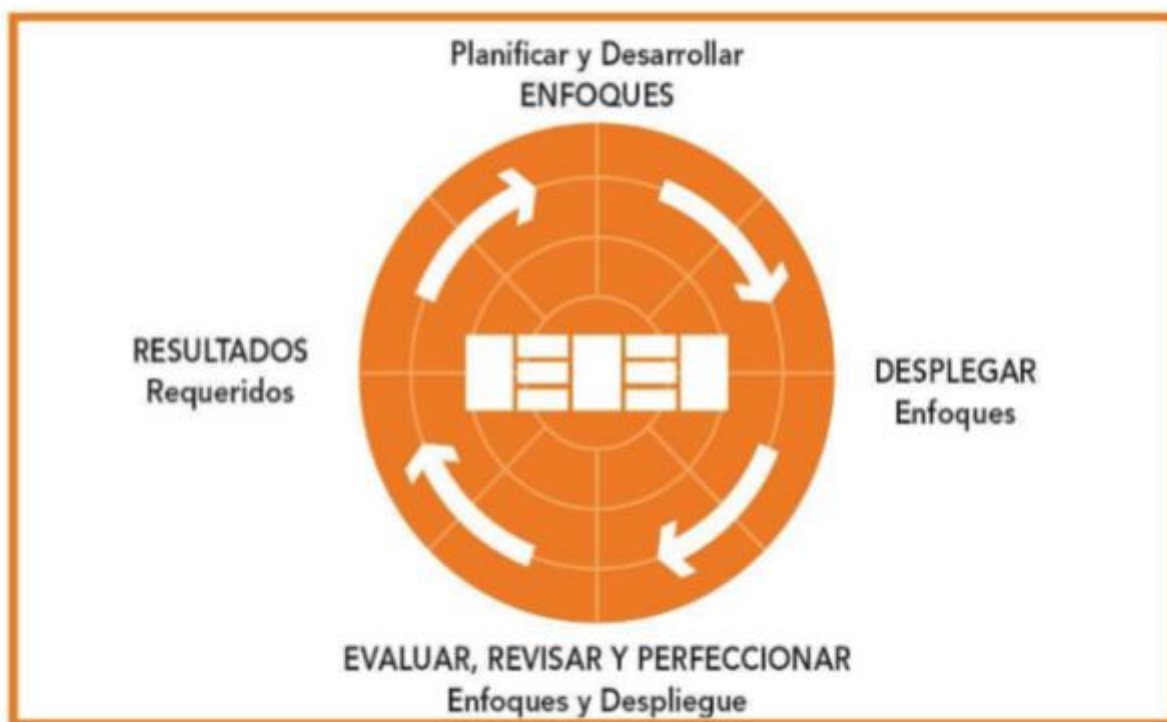 Planificar y Desarrollar
ENFOQUES
RESULTADOS
Requeridos
DESPLEGAR
Enfoques
EVALUAR, REVISAR Y PERFECCIONAR
Enfoques y Despliegue